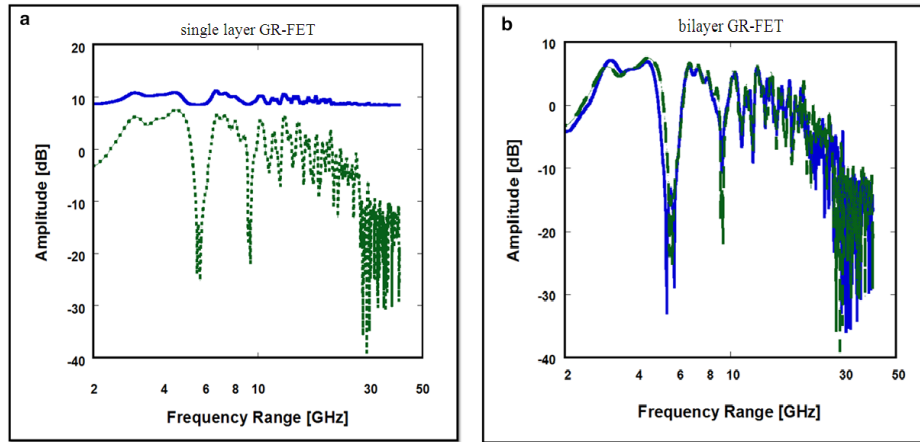 a
single layer GR-FET
20
10
0
-10
-20
-30
-40
Amplitude [dB]
2 4 6 8 10 30 50
Frequency Range [GHz]
b
bilayer GR-FET
10
0
-10
-20
-30
-40
Amplitude [dB]
2 4 6 8 10 30 50
Frequency Range [GHz]